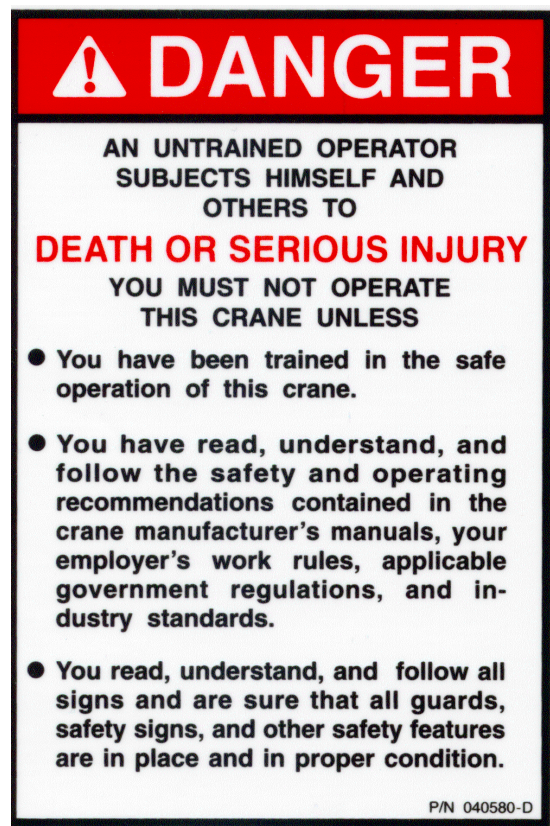 DANGER
AN UNTRAINED OPERATOR
SUBJECTS HIMSELF AND
OTHERS TO
DEATH OR SERIOUS INJURY
YOU MUST NOT OPERATE
THIS CRANE UNLESS
● You have been trained in the safe
operation of this crane.
● You have read, understand, and
follow the safety and operating
recommendations contained in the
crane manufacturer's manuals, your
employer's work rules, applicable
government regulations, and in-
dustry standards.
● You read, understand, and follow all
signs and are sure that all guards,
safety signs, and other safety features
are in place and in proper condition.
P/N 040580-D